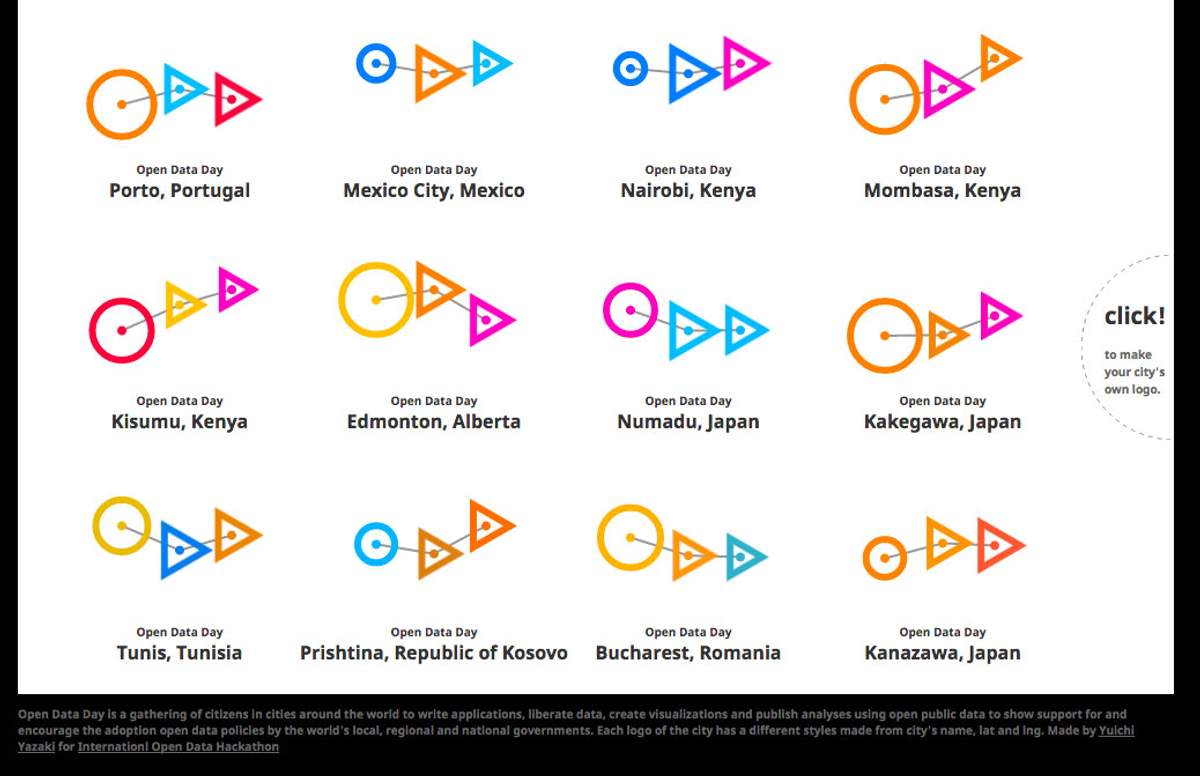 Open Data Day
Porto, Portugal
Open Data Day
Mexico City, Mexico
Open Data Day
Nairobi, Kenya
Open Data Day
Mombasa, Kenya
Open Data Day
Kisumu, Kenya
Open Data Day
Edmonton, Alberta
Open Data Day
Numadu, Japan
Open Data Day
Kakegawa, Japan
click!
to make
your city's
own logo.
Open Data Day
Tunis, Tunisia
Open Data Day
Prishtina, Republic of Kosovo
Open Data Day
Bucharest, Romania
Open Data Day
Kanazawa, Japan
Open Data Day is a gathering of citizens in cities around the world to write applications, liberate data, create visualizations and publish analyses using open public data to show support for and
encourage the adoption open data policies by the world's local, regional and national governments. Each logo of the city has a different styles made from city's name, lat and lng. Made by Yuichi
Yazaki for Internationl Open Data Hackathon